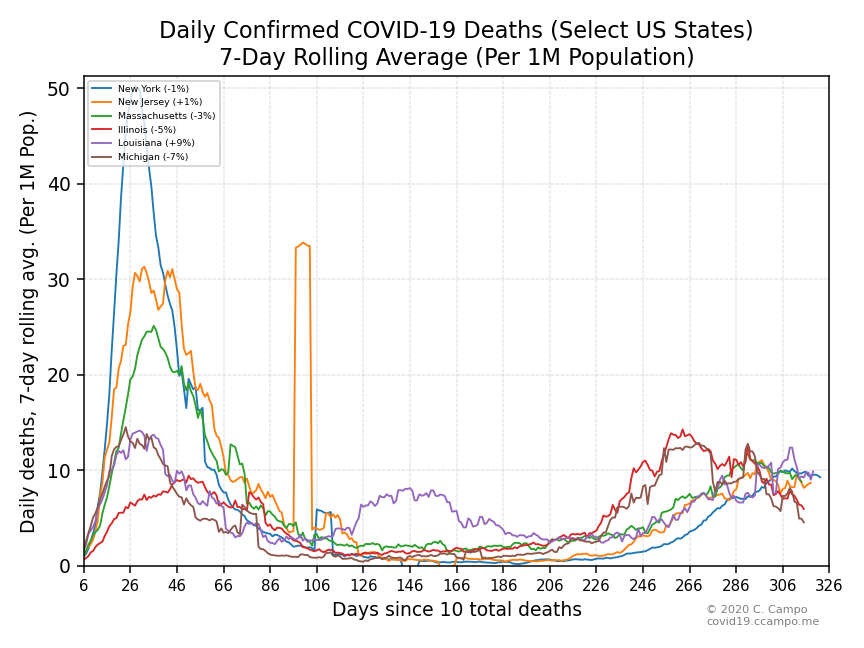 Daily Confirmed COVID-19 Deaths (Select US States)
7-Day Rolling Average (Per 1M Population)
Daily deaths, 7-day rolling avg. (Per 1M Pop.)
50
40
30
20
10
0
New York (-1%)
New Jersey (+1%)
Massachusetts (-3%)
Illinois (-5%)
Louisiana (+9%)
Michigan (-7%)
6 26 46 66 86 106 126 146 166 186 206 226 246 266 286 306 326
Days since 10 total deaths
© 2020 C. Campo
covid19.ccampo.me